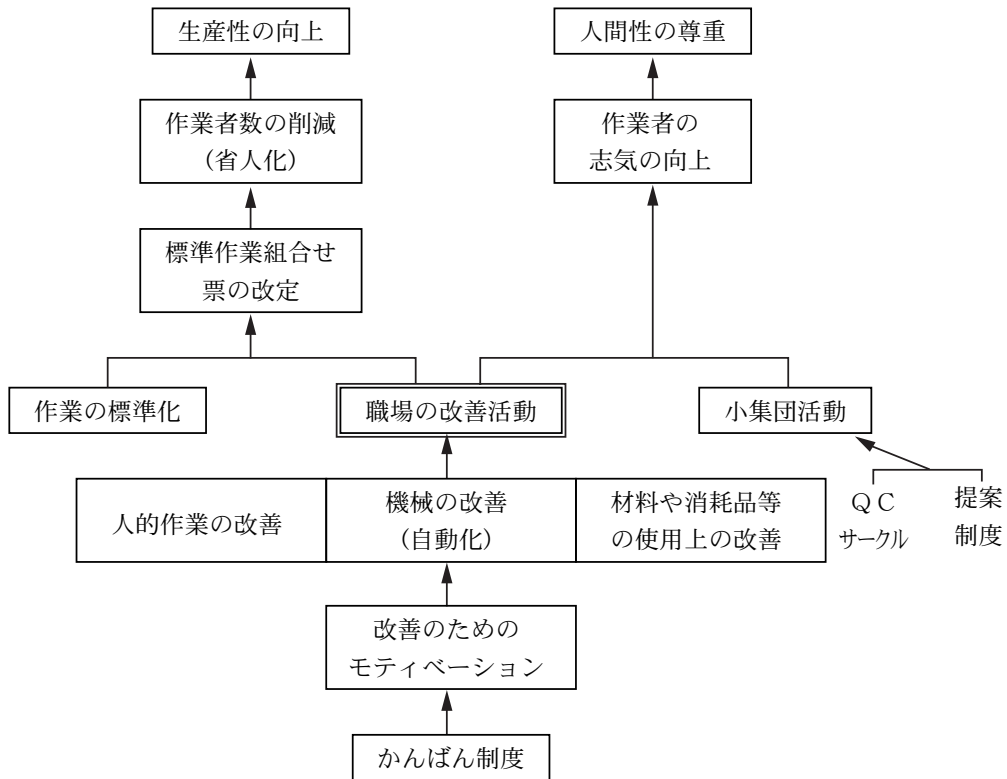 生産性の向上
人間性の尊重
作業者数の削減
（省人化）
作業者の
志気の向上
標準作業組合せ
票の改定
作業の標準化
職場の改善活動
小集団活動
人的作業の改善
機械の改善
（自動化）
材料や消耗品等
の使用上の改善
ＱＣ
サークル
提案
制度
改善のための
モティベーション
かんばん制度